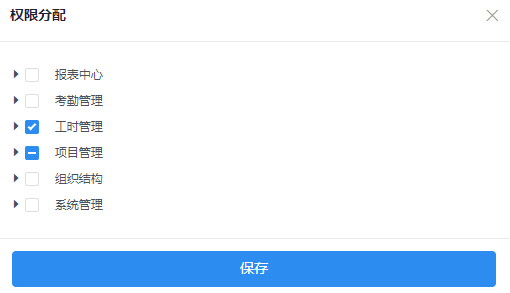 权限分配
报表中心
考勤管理
工时管理
项目管理
组织结构
系统管理
保存